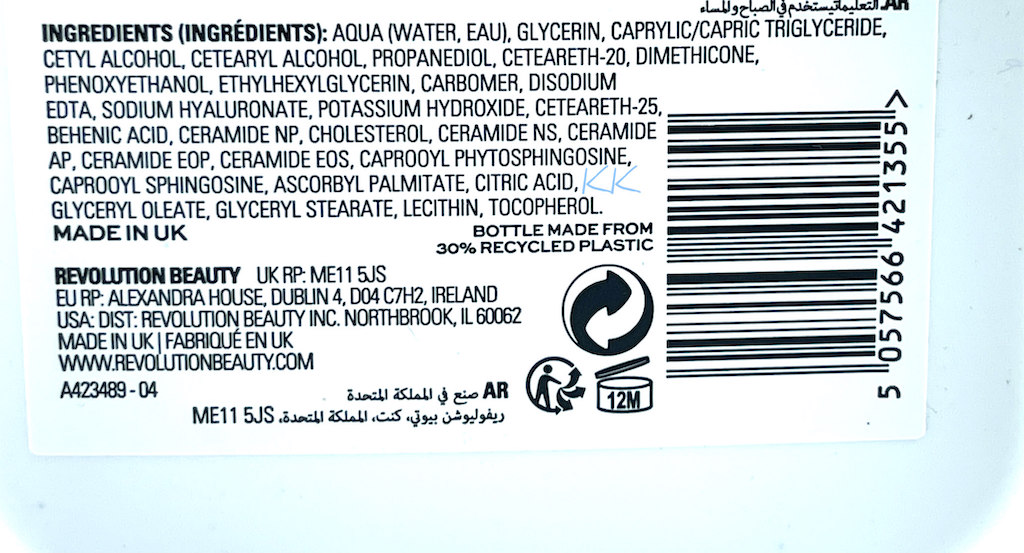 AR التعليماتيستخدم في الصباح والمساء
INGREDIENTS (INGRÉDIENTS): AQUA (WATER, EAU), GLYCERIN, CAPRYLIC/CAPRIC TRIGLYCERIDE,
CETYL ALCOHOL, CETEARYL ALCOHOL, PROPANEDIOL, CETEARETH-20, DIMETHICONE,
PHENOXYETHANOL, ETHYLHEXYLGLYCERIN, CARBOMER, DISODIUM
EDTA, SODIUM HYALURONATE, POTASSIUM HYDROXIDE, CETEARETH-25,
BEHENIC ACID, CERAMIDE NP, CHOLESTEROL, CERAMIDE NS, CERAMIDE
AP, CERAMIDE EOP, CERAMIDE EOS, CAPROOYL PHYTOSPHINGOSINE,
CAPROOYL SPHINGOSINE, ASCORBYL PALMITATE, CITRIC ACID, KK
GLYCERYL OLEATE, GLYCERYL STEARATE, LECITHIN, TOCOPHEROL.
MADE IN UK
BOTTLE MADE FROM
30% RECYCLED PLASTIC
REVOLUTION BEAUTY UK RP: ME11 5JS
EU RP: ALEXANDRA HOUSE, DUBLIN 4, D04 C7H2, IRELAND
USA: DIST: REVOLUTION BEAUTY INC. NORTHBROOK, IL 60062
MADE IN UK | FABRIQUÉ EN UK
WWW.REVOLUTIONBEAUTY.COM
A423489 - 04
AR صنع في المملكة المتحدة
ريفوليوشن بيوتي، كنت، المملكة المتحدة، ME11 5JS
12M
5 057566 421355 >